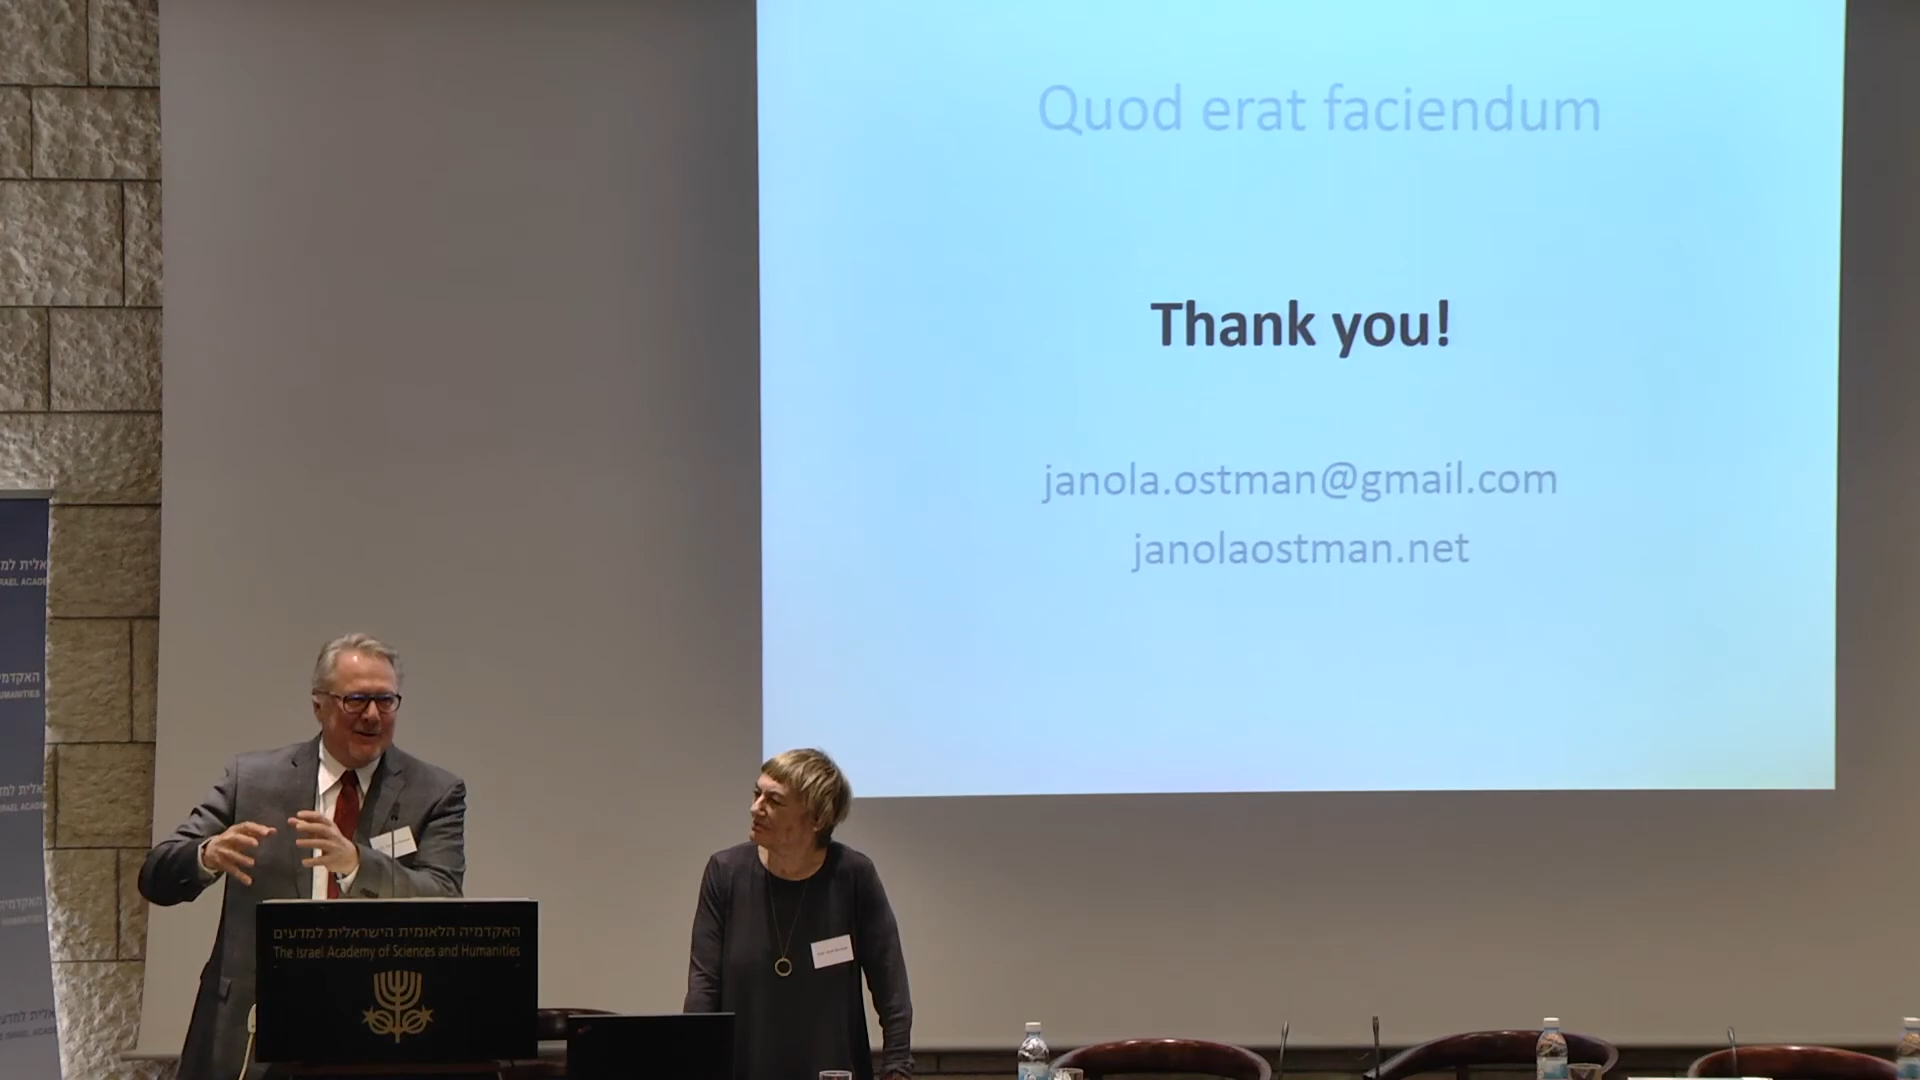 Quod erat faciendum
Thank you!
janola.ostman@gmail.com
janolaostman.net
האקדמיה הלאומית הישראלית למדעים
The Israel Academy of Sciences and Humanities